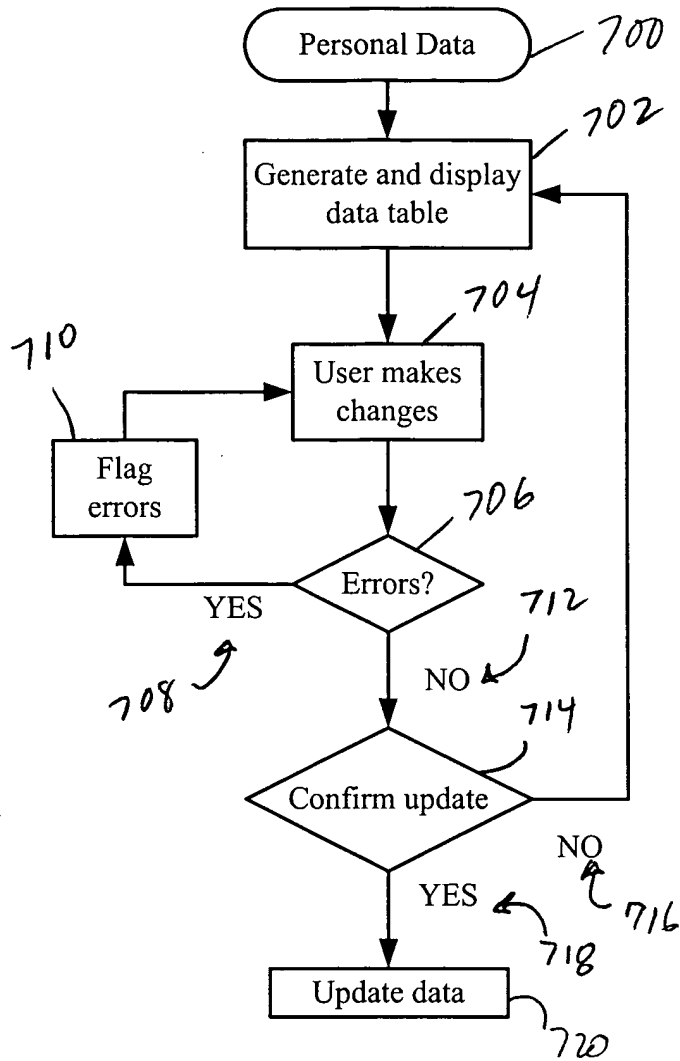 Personal Data
700
702
Generate and display
data table
704
710
User makes
changes
Flag
errors
706
Errors?
YES
712
708
NO
714
Confirm update
NO
YES
716
718
Update data
720